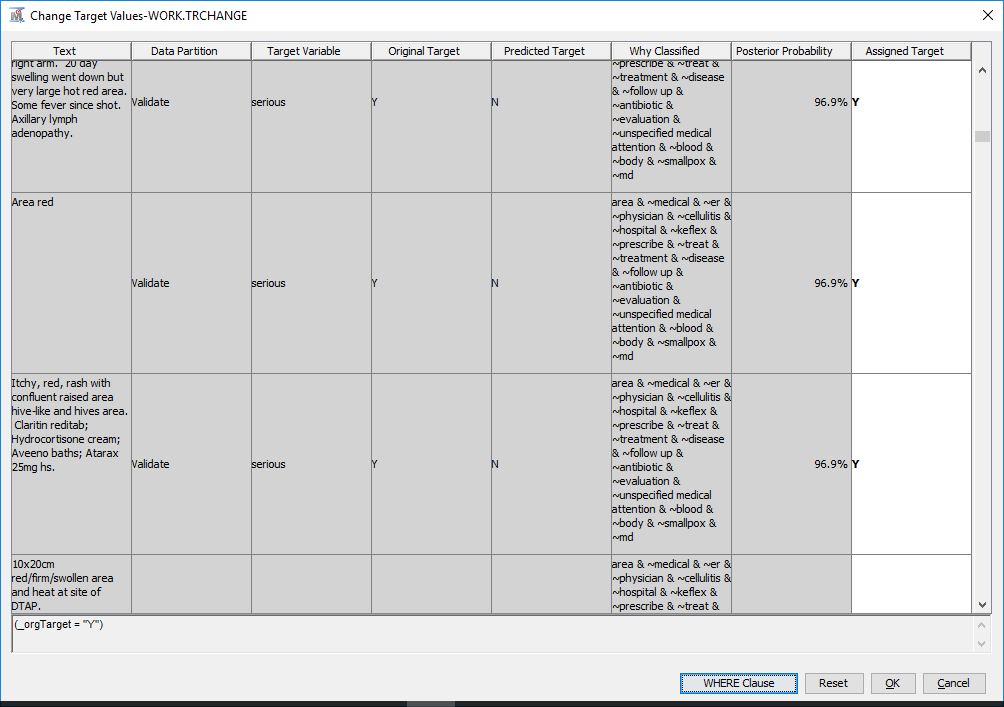 Change Target Values-WORK.TRCHANGE
Text Data Partition Target Variable Original Target Predicted Target Why Classified Posterior Probability Assigned Target
right arm.  20 day
swelling went down but
very large hot red area.
Some fever since shot.
Axillary lymph
adenopathy.
Validate serious Y N
~prescribe & ~treat &
~treatment & ~disease
& ~follow up &
~antibiotic &
~evaluation &
~unspecified medical
attention & ~blood &
~body & ~smallpox &
~md
96.9% Y
Area red
Validate serious Y N
area & ~medical & ~er &
~physician & ~cellulitis &
~hospital & ~keflex &
~prescribe & ~treat &
~treatment & ~disease
& ~follow up &
~antibiotic &
~evaluation &
~unspecified medical
attention & ~blood &
~body & ~smallpox &
~md
96.9% Y
Itchy, red, rash with
confluent raised area
hive-like and hives area.
Claritin reditab;
Hydrocortisone cream;
Aveeno baths; Atarax
25mg hs.
Validate serious Y N
area & ~medical & ~er &
~physician & ~cellulitis &
~hospital & ~keflex &
~prescribe & ~treat &
~treatment & ~disease
& ~follow up &
~antibiotic &
~evaluation &
~unspecified medical
attention & ~blood &
~body & ~smallpox &
~md
96.9% Y
10x20cm
red/firm/swollen area
and heat at site of
DTAP.
area & ~medical & ~er &
~physician & ~cellulitis &
~hospital & ~keflex &
~prescribe & ~treat &
(_orgTarget = "Y")
WHERE Clause Reset OK Cancel